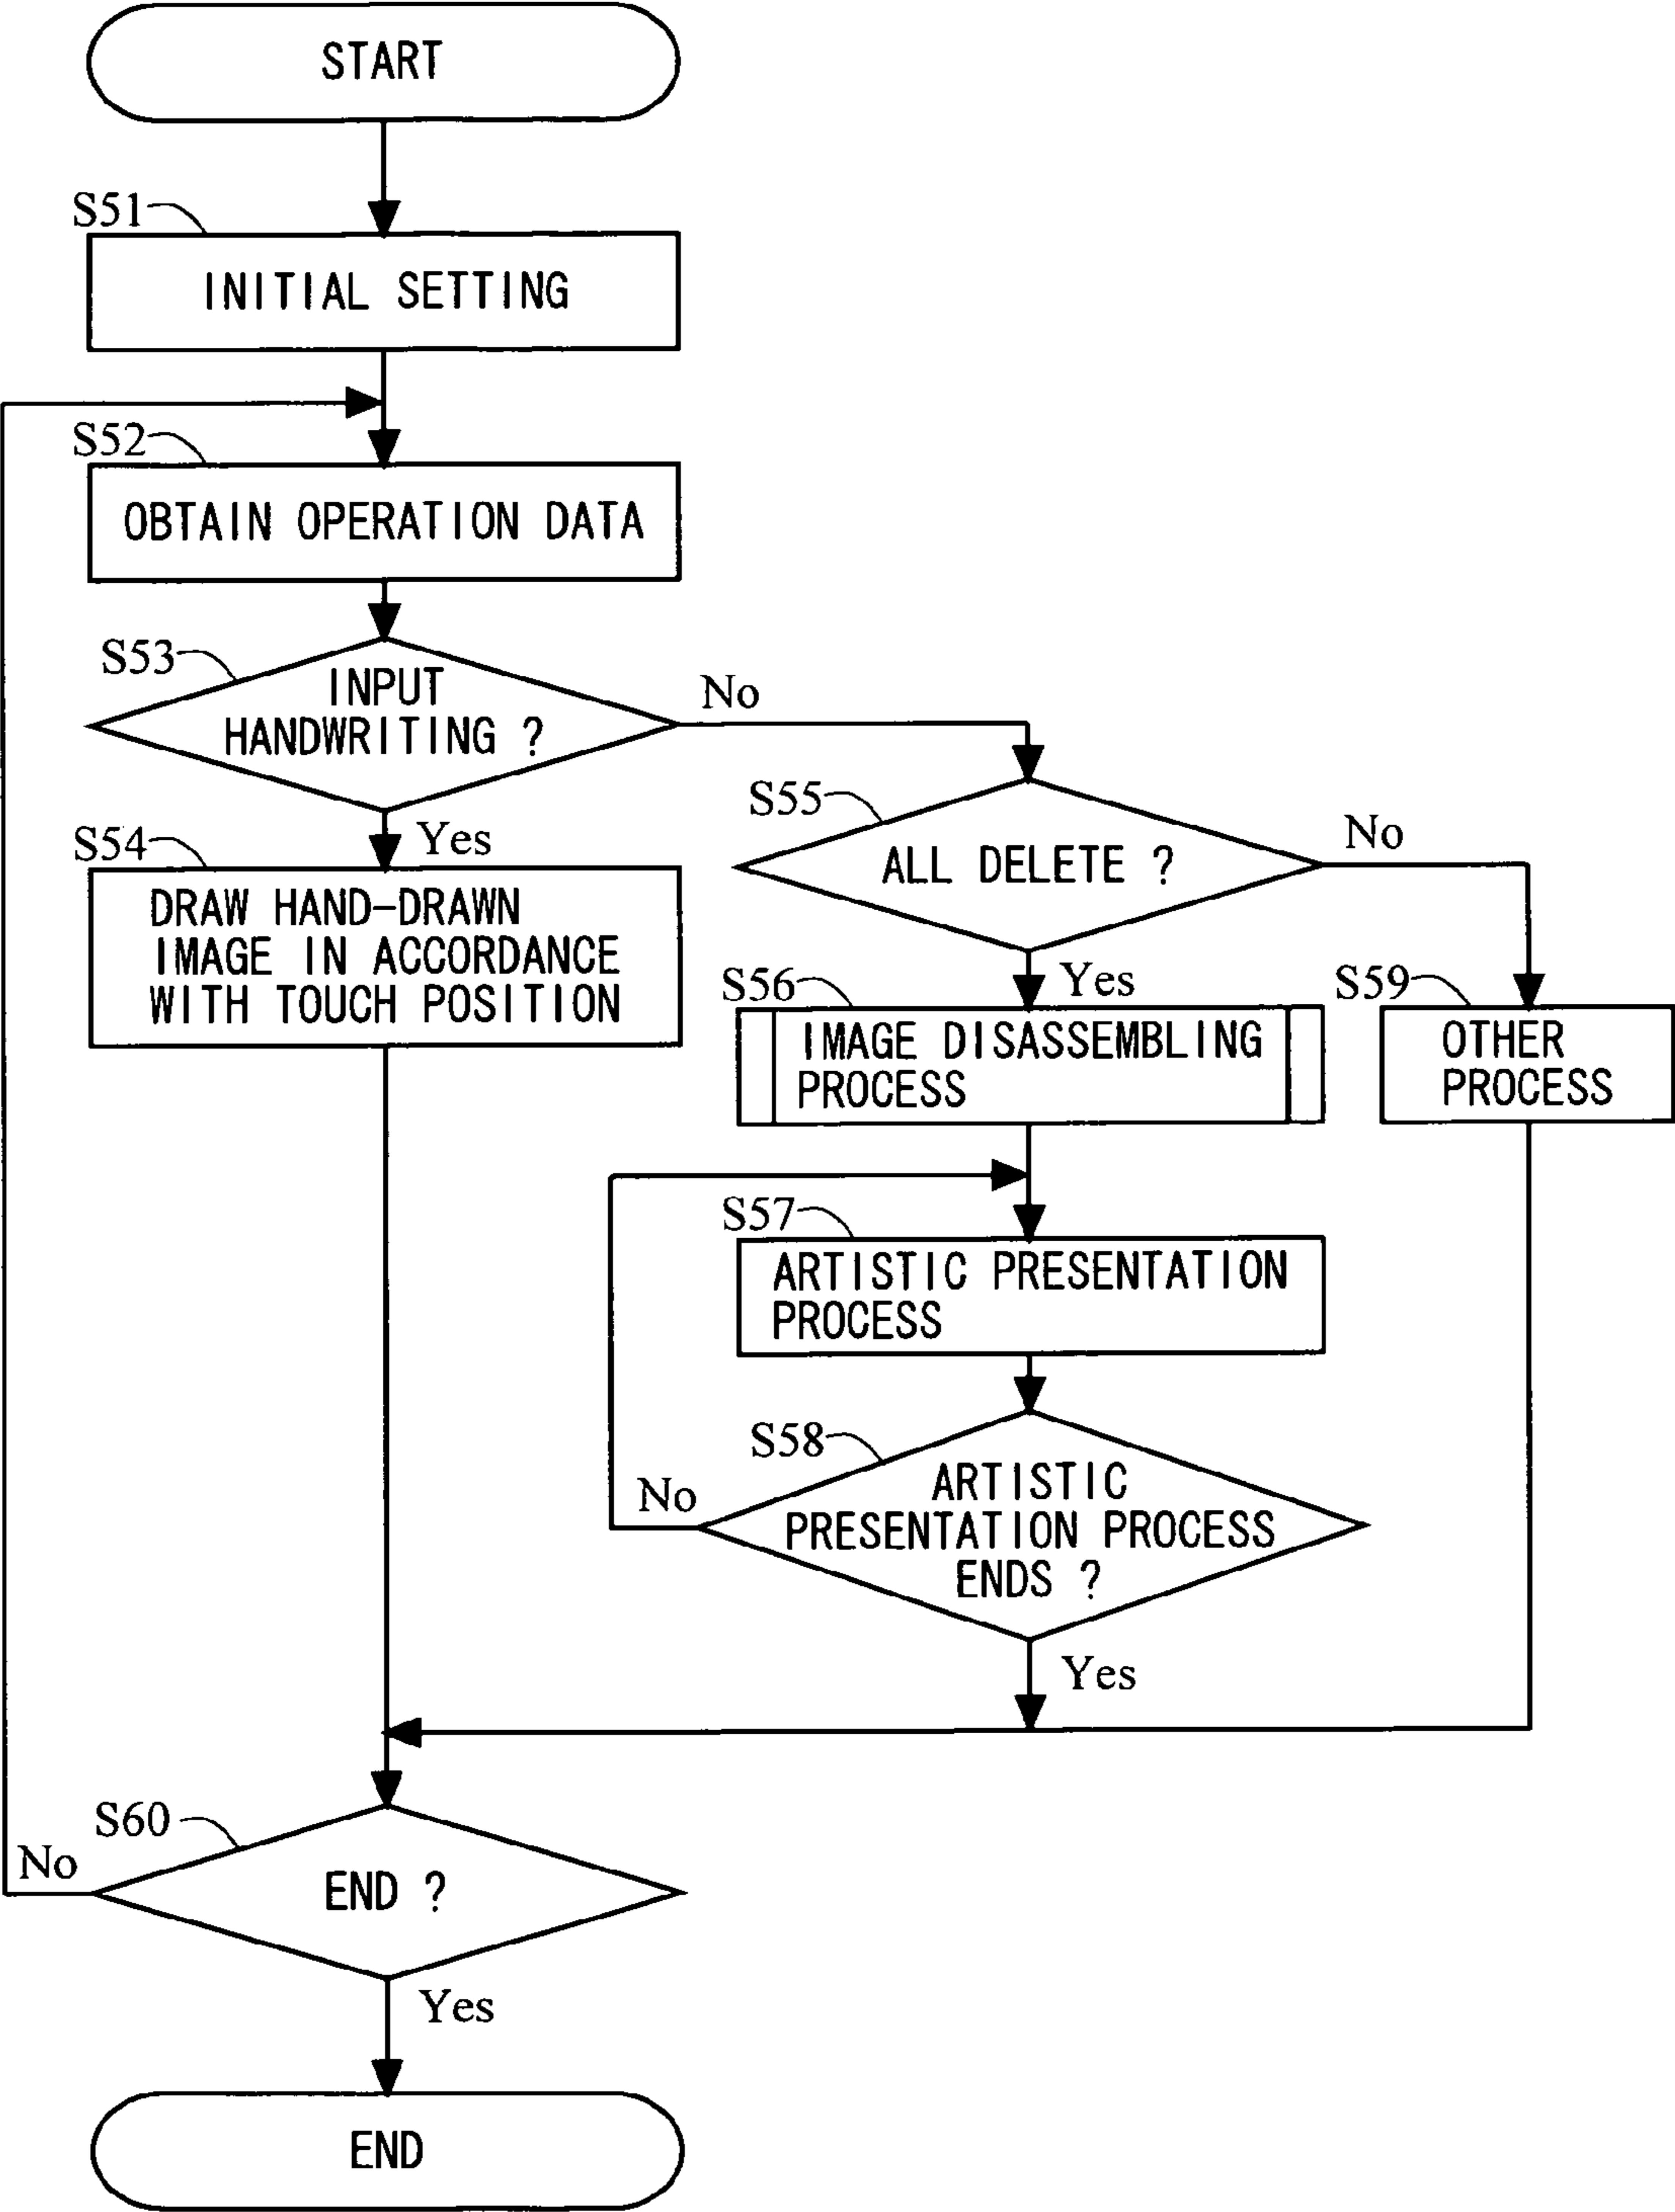 START
S51
INITIAL SETTING
S52
OBTAIN OPERATION DATA
S53
INPUT
HANDWRITING ?
No
Yes
S54
DRAW HAND-DRAWN
IMAGE IN ACCORDANCE
WITH TOUCH POSITION
S55
ALL DELETE ?
No
Yes
S56
IMAGE DISASSEMBLING
PROCESS
S59
OTHER
PROCESS
S57
ARTISTIC PRESENTATION
PROCESS
S58
ARTISTIC
PRESENTATION PROCESS
ENDS ?
No
Yes
S60
END ?
No
Yes
END